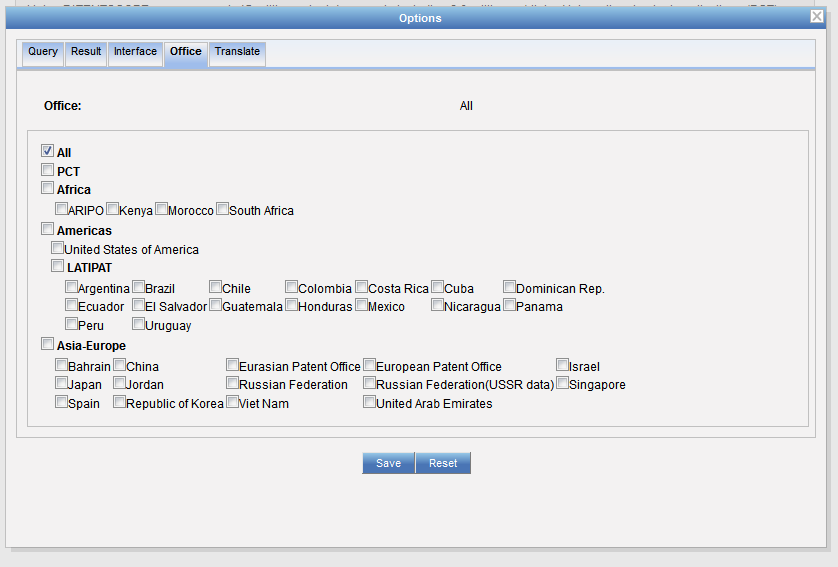 Options
Query Result Interface Office Translate
Office: All
All
PCT
Africa
ARIPO Kenya Morocco South Africa
Americas
United States of America
LATIPAT
Argentina Brazil Chile Colombia Costa Rica Cuba Dominican Rep.
Ecuador El Salvador Guatemala Honduras Mexico Nicaragua Panama
Peru Uruguay
Asia-Europe
Bahrain China Eurasian Patent Office European Patent Office Israel
Japan Jordan Russian Federation Russian Federation(USSR data) Singapore
Spain Republic of Korea Viet Nam United Arab Emirates
Save Reset